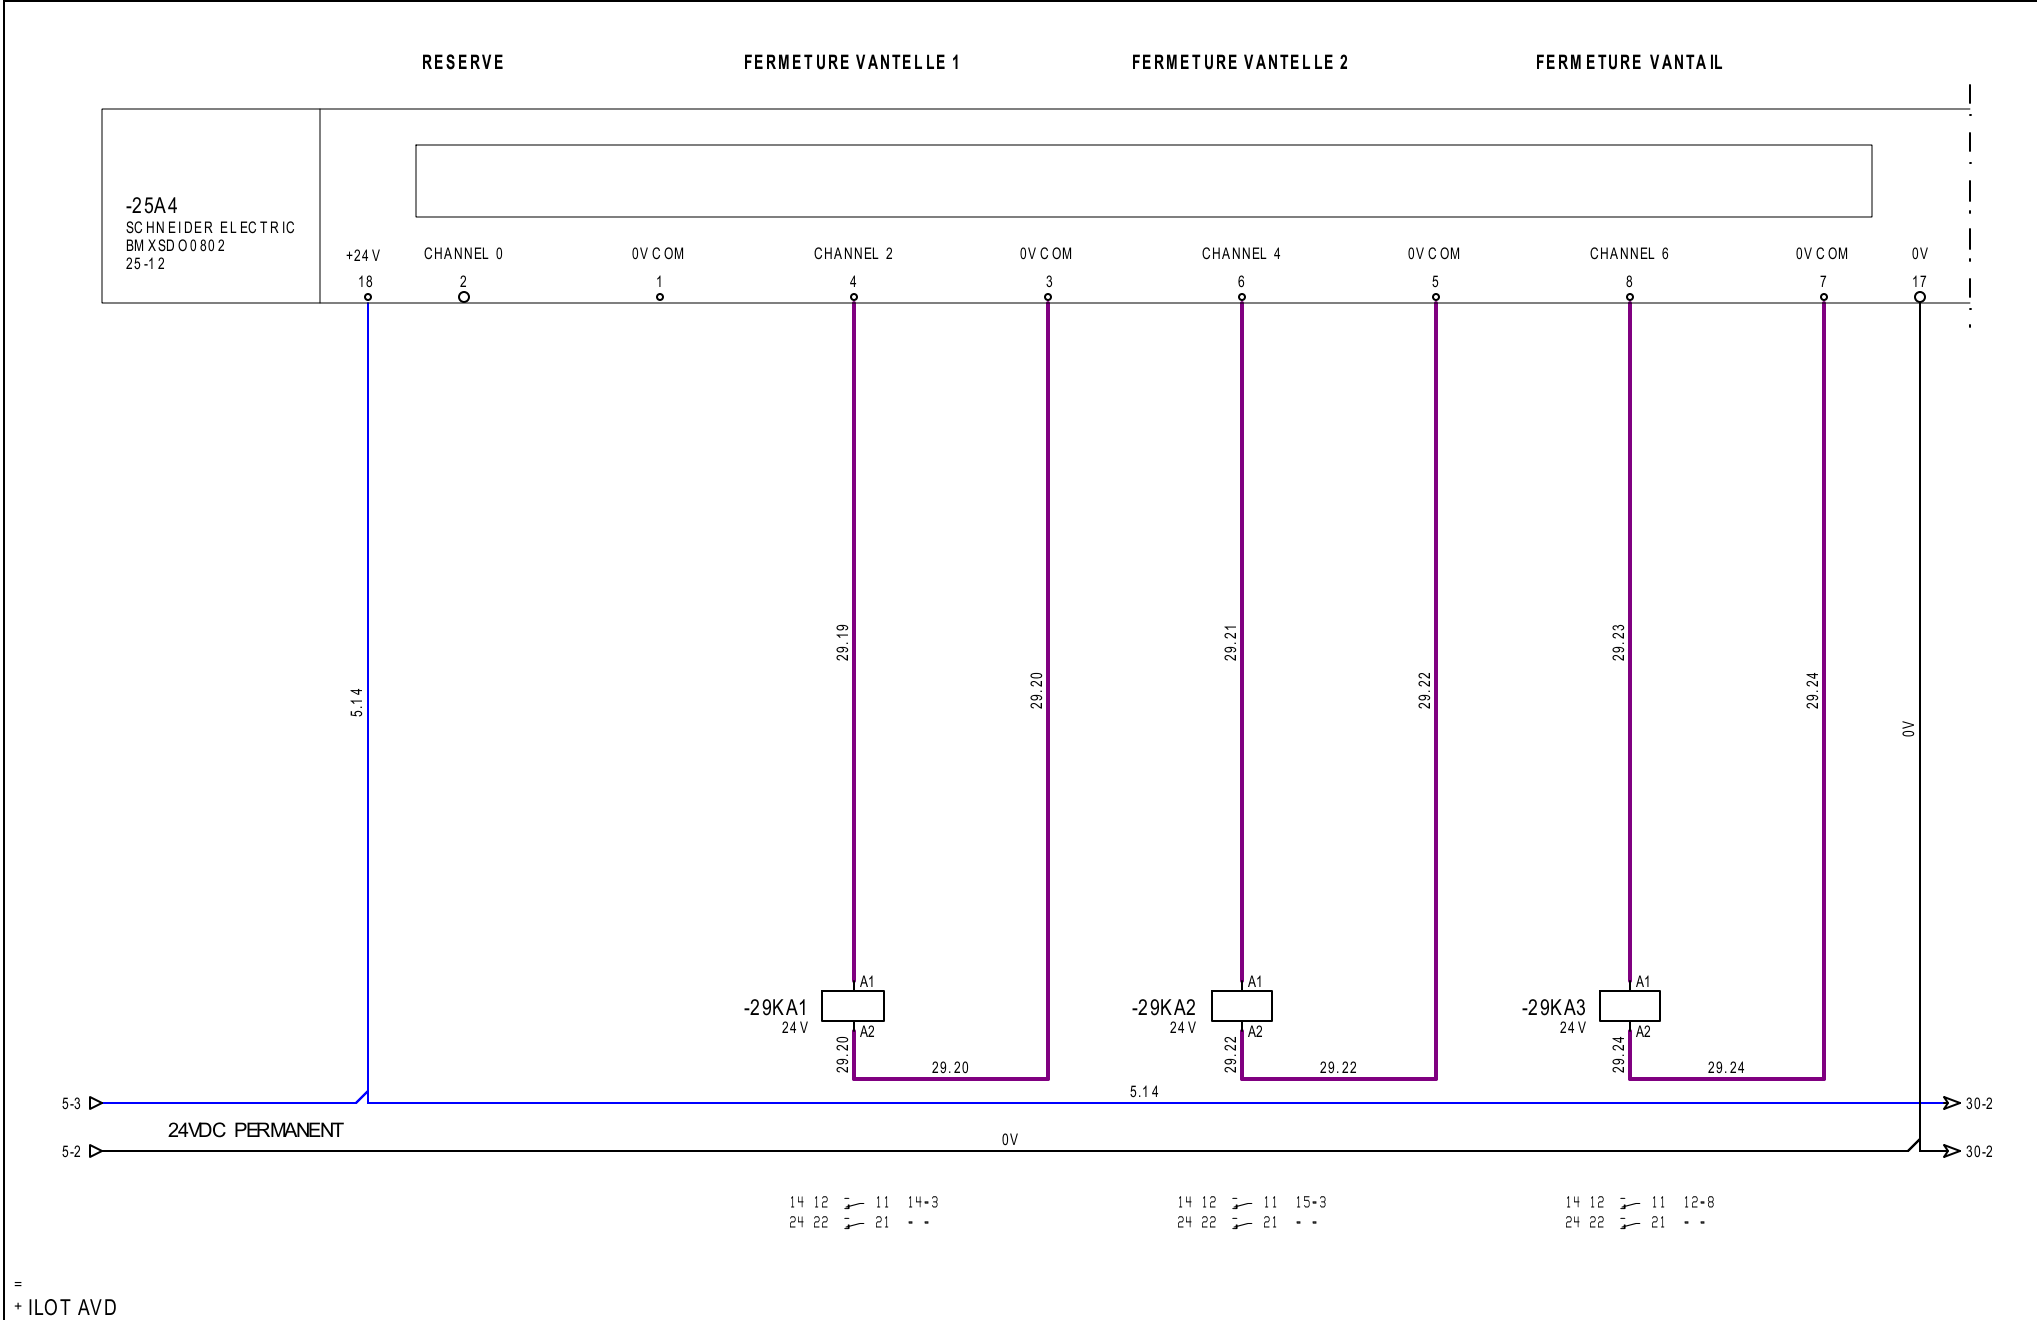 RESERVE FERMETURE VANTELLE 1 FERMETURE VANTELLE 2 FERMETURE VANTAIL
-25A4
SCHNEIDER ELECTRIC
BMXSDO0802
25-12
+24V CHANNEL 0 0V COM CHANNEL 2 0V COM CHANNEL 4 0V COM CHANNEL 6 0V COM 0V
18 2 1 4 3 6 5 8 7 17
29.19 29.21 29.23
5.14 29.20 29.22 29.24 0V
A1 A1 A1
-29KA1 -29KA2 -29KA3
24V 24V 24V
A2 A2 A2
29.20 29.22 29.24
29.20 29.22 29.24
5.14
5-3 30-2
24VDC PERMANENT
0V
5-2 30-2
14 12 11 14-3 14 12 11 15-3 14 12 11 12-8
24 22 21 - - 24 22 21 - - 24 22 21 - -
=
+ ILOT AVD